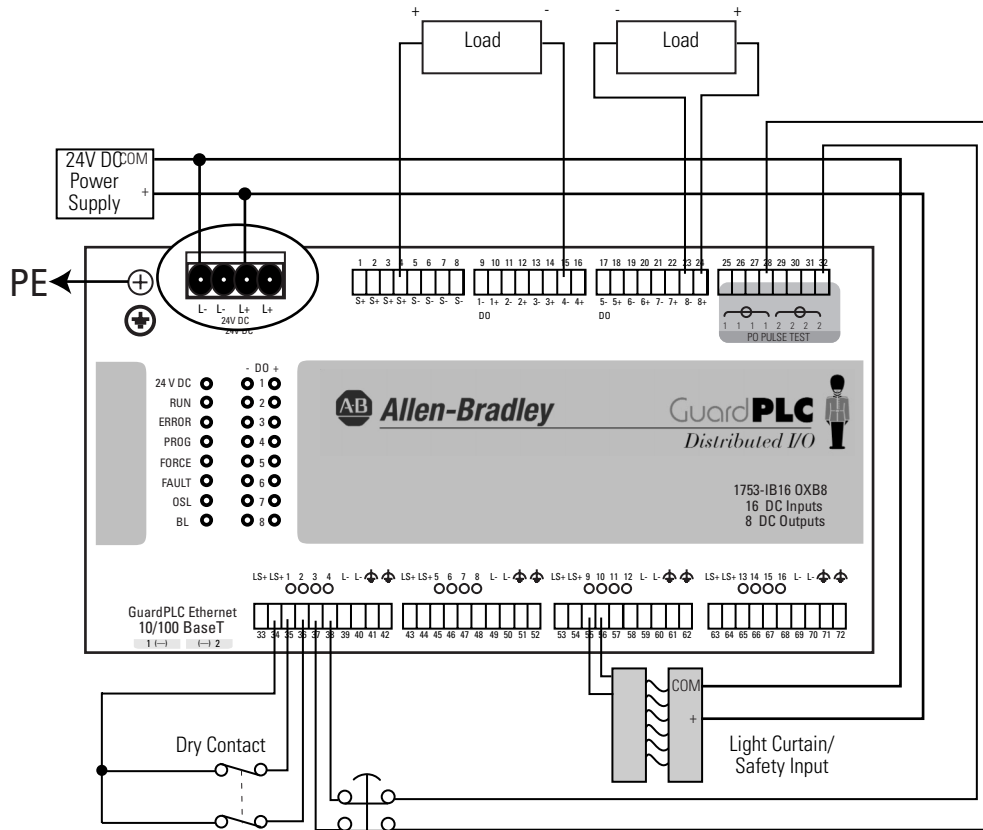 + - - +
Load Load
24V DC COM
Power
Supply +
PE
1 2 3 4 5 6 7 8 9 10 11 12 13 14 15 16 17 18 19 20 21 22 23 24 25 26 27 28 29 30 31 32
S+ S+ S+ S+ S- S- S- S- 1- 1+ 2- 2+ 3- 3+ 4- 4+ 5- 5+ 6- 6+ 7- 7+ 8- 8+
DO DO
1 1 1 1 2 2 2 2
PO PULSE TEST
L- L- L+ L+
24V DC
24V DC
- DO +
24 V DC 1
RUN 2
ERROR 3
PROG 4
FORCE 5
FAULT 6
OSL 7
BL 8
A-B Allen-Bradley
GuardPLC
Distributed I/O
1753-IB16 OXB8
16 DC Inputs
8 DC Outputs
LS+ LS+ 1 2 3 4 L- L- LS+ LS+ 5 6 7 8 L- L- LS+ LS+ 9 10 11 12 L- L- LS+ LS+ 13 14 15 16 L- L-
GuardPLC Ethernet
10/100 BaseT
1 (---) (---) 2
33 34 35 36 37 38 39 40 41 42 43 44 45 46 47 48 49 50 51 52 53 54 55 56 57 58 59 60 61 62 63 64 65 66 67 68 69 70 71 72
COM
+
Dry Contact
Light Curtain/
Safety Input